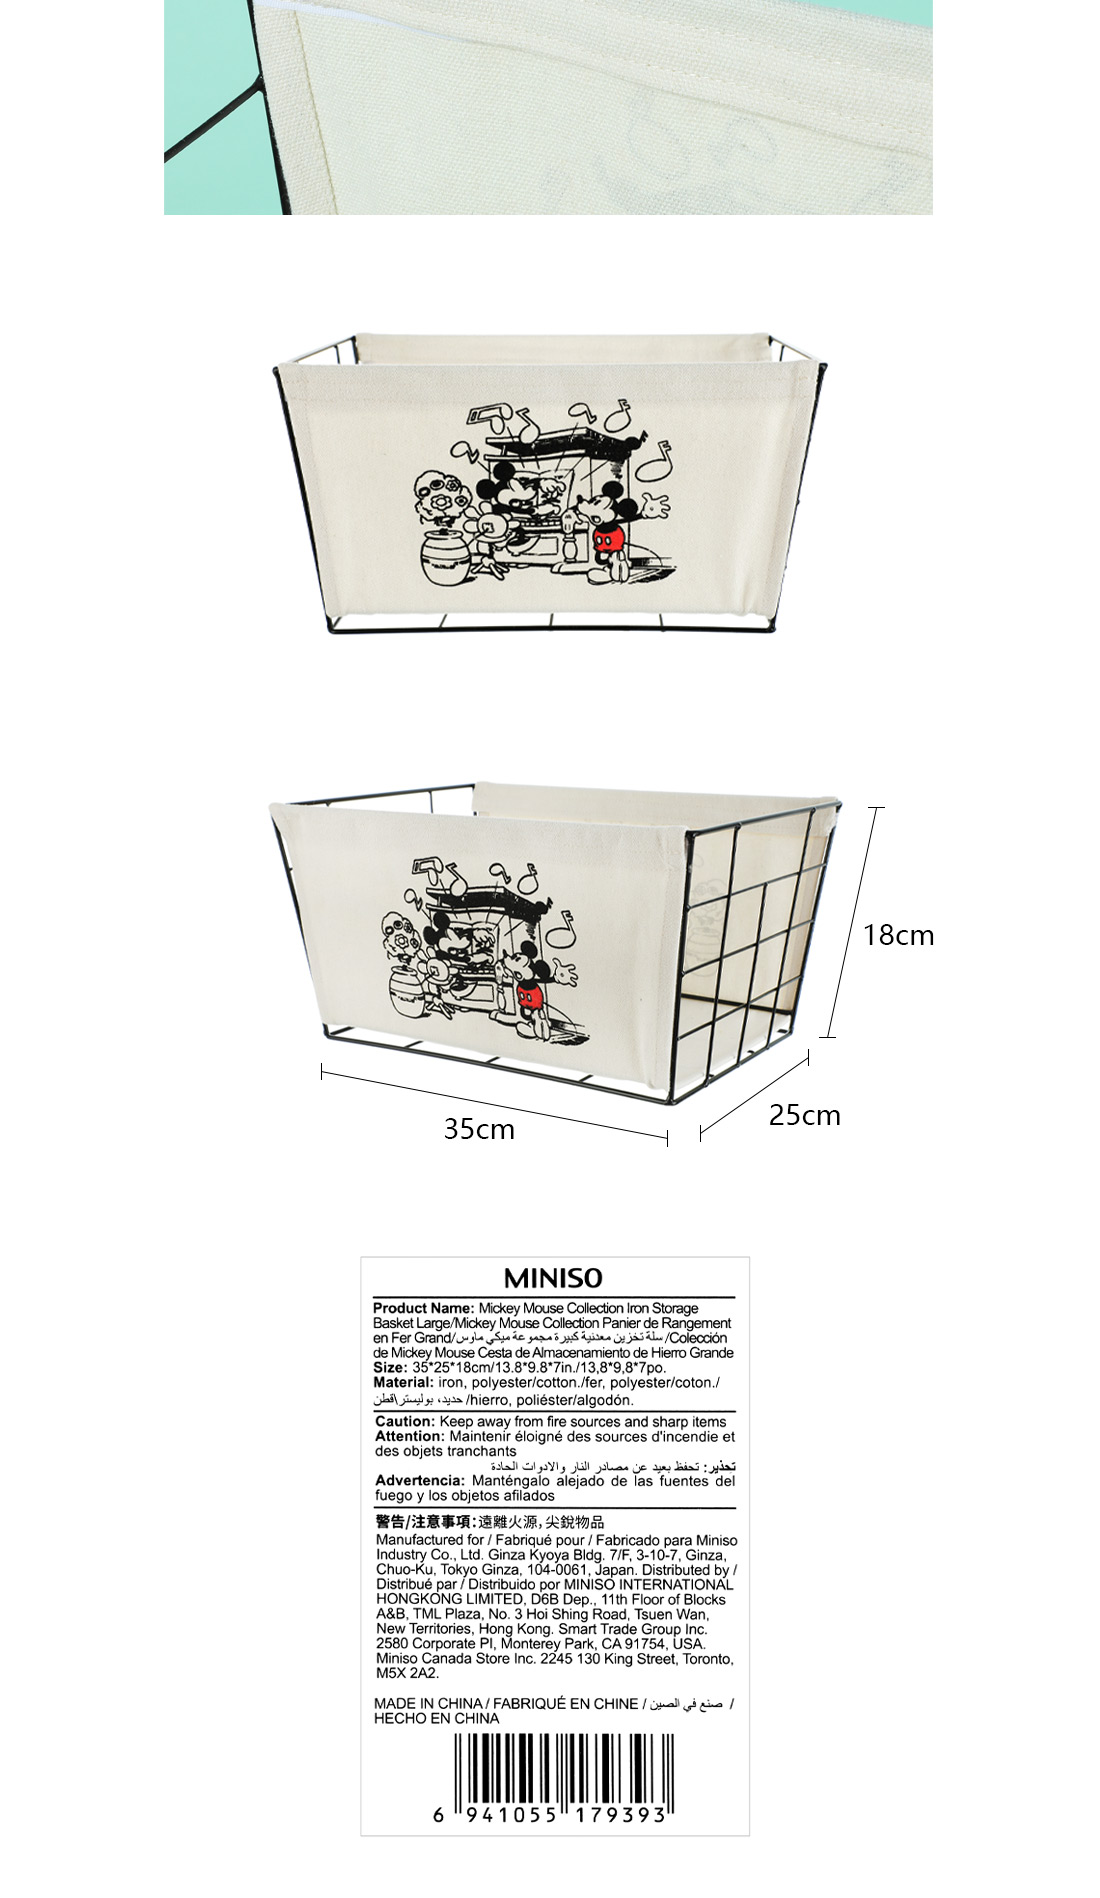 18cm
25cm
35cm
MINISO
Product Name: Mickey Mouse Collection Iron Storage
Basket Large/Mickey Mouse Collection Panier de Rangement
en Fer Grand/سلة تخزين معدنية كبيرة مجموعة ميكي ماوس/Colección
de Mickey Mouse Cesta de Almacenamiento de Hierro Grande
Size: 35*25*18cm/13.8*9.8*7in./13,8*9,8*7po.
Material: iron, polyester/cotton./fer, polyester/coton./
حديد، بوليستر\قطن /hierro, poliéster/algodón.
Caution: Keep away from fire sources and sharp items
Attention: Maintenir éloigné des sources d'incendie et
des objets tranchants
تحذير: تحفظ بعيد عن مصادر النار والادوات الحادة
Advertencia: Manténgalo alejado de las fuentes del
fuego y los objetos afilados
警告/注意事項:遠離火源,尖銳物品
Manufactured for / Fabriqué pour / Fabricado para Miniso
Industry Co., Ltd. Ginza Kyoya Bldg. 7/F, 3-10-7, Ginza,
Chuo-Ku, Tokyo Ginza, 104-0061, Japan. Distributed by /
Distribué par / Distribuido por MINISO INTERNATIONAL
HONGKONG LIMITED, D6B Dep., 11th Floor of Blocks
A&B, TML Plaza, No. 3 Hoi Shing Road, Tsuen Wan,
New Territories, Hong Kong. Smart Trade Group Inc.
2580 Corporate Pl, Monterey Park, CA 91754, USA.
Miniso Canada Store Inc. 2245 130 King Street, Toronto,
M5X 2A2.
MADE IN CHINA / FABRIQUÉ EN CHINE / صنع في الصين /
HECHO EN CHINA
6 941055 179393